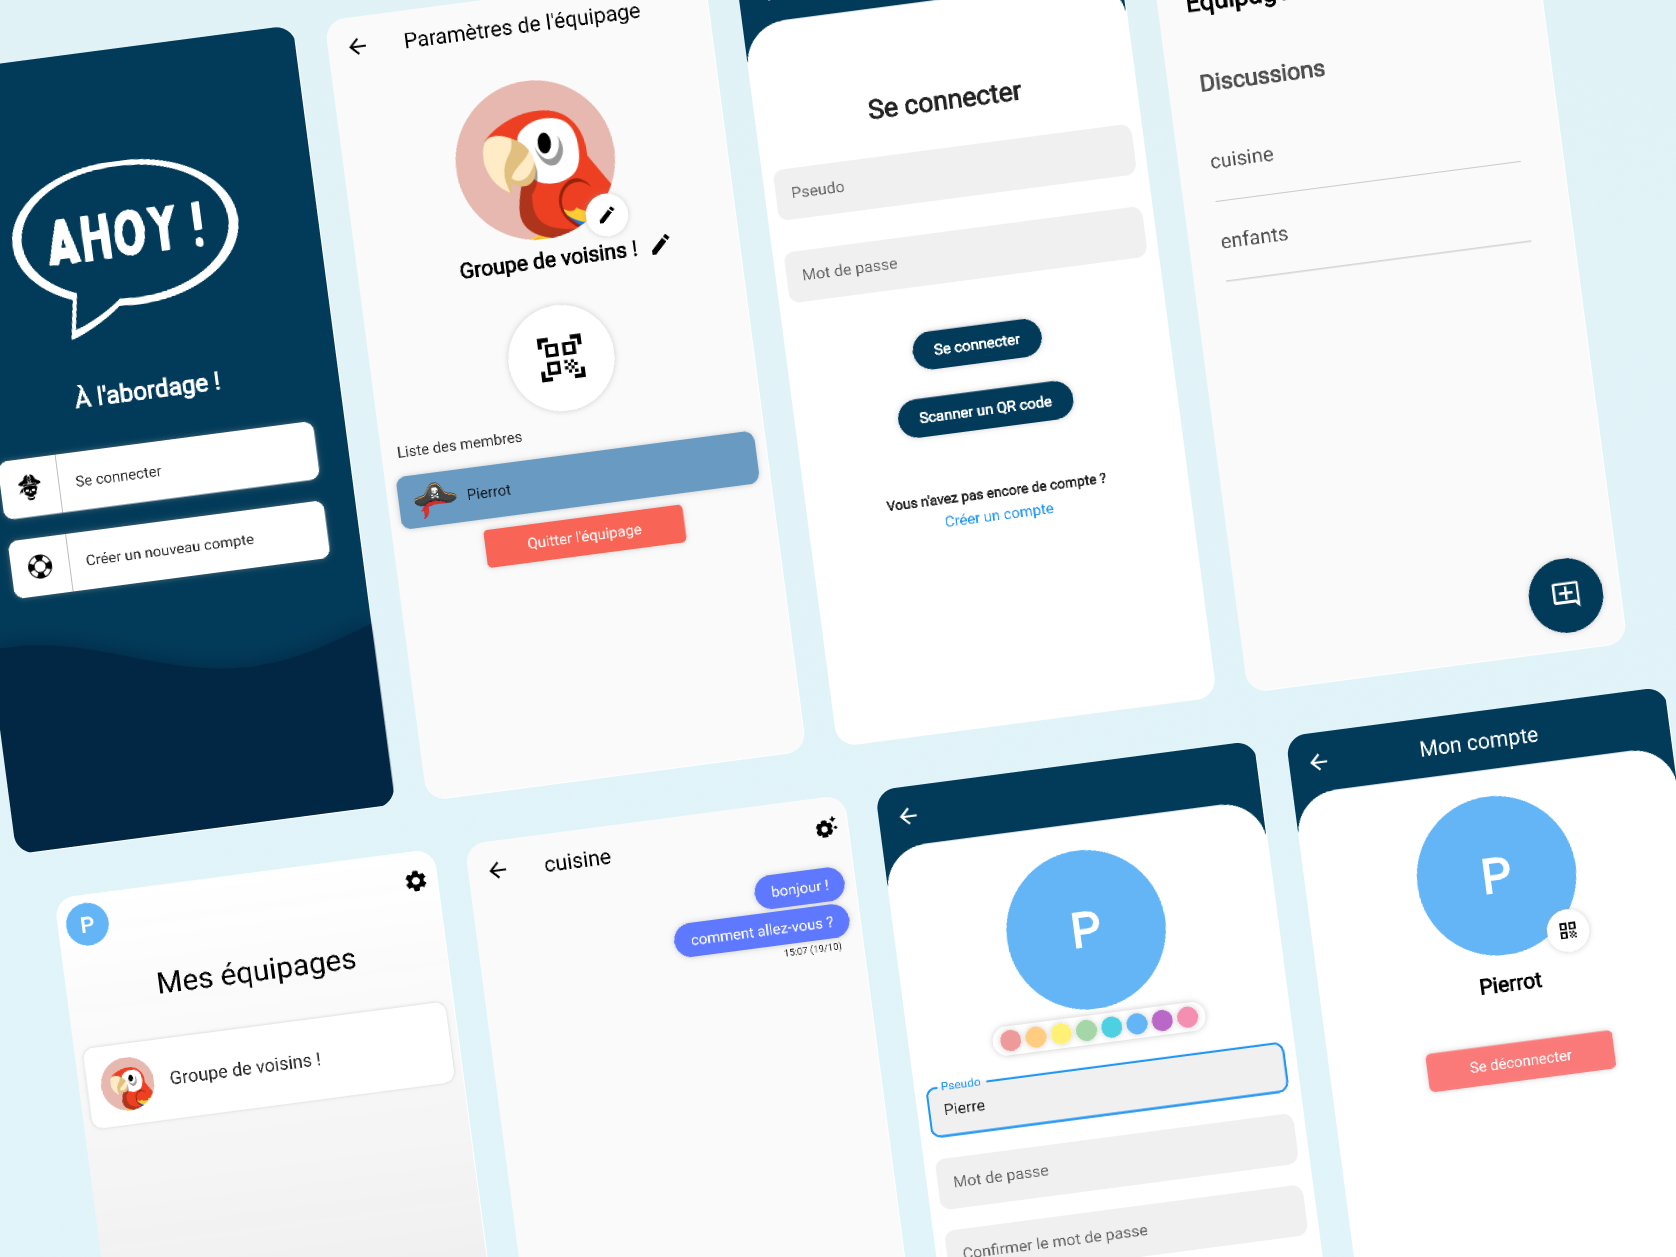 AHOY !
À l'abordage !
Se connecter
Créer un nouveau compte
Paramètres de l'équipage
Groupe de voisins !
Liste des membres
Pierrot
Quitter l'équipage
Se connecter
Pseudo
Mot de passe
Se connecter
Scanner un QR code
Vous n'avez pas encore de compte ?
Créer un compte
Discussions
cuisine
enfants
P
Mes équipages
Groupe de voisins !
cuisine
bonjour !
comment allez-vous ?
15:07 (19/10)
P
Pseudo
Pierre
Mot de passe
Confirmer le mot de passe
Mon compte
P
Pierrot
Se déconnecter